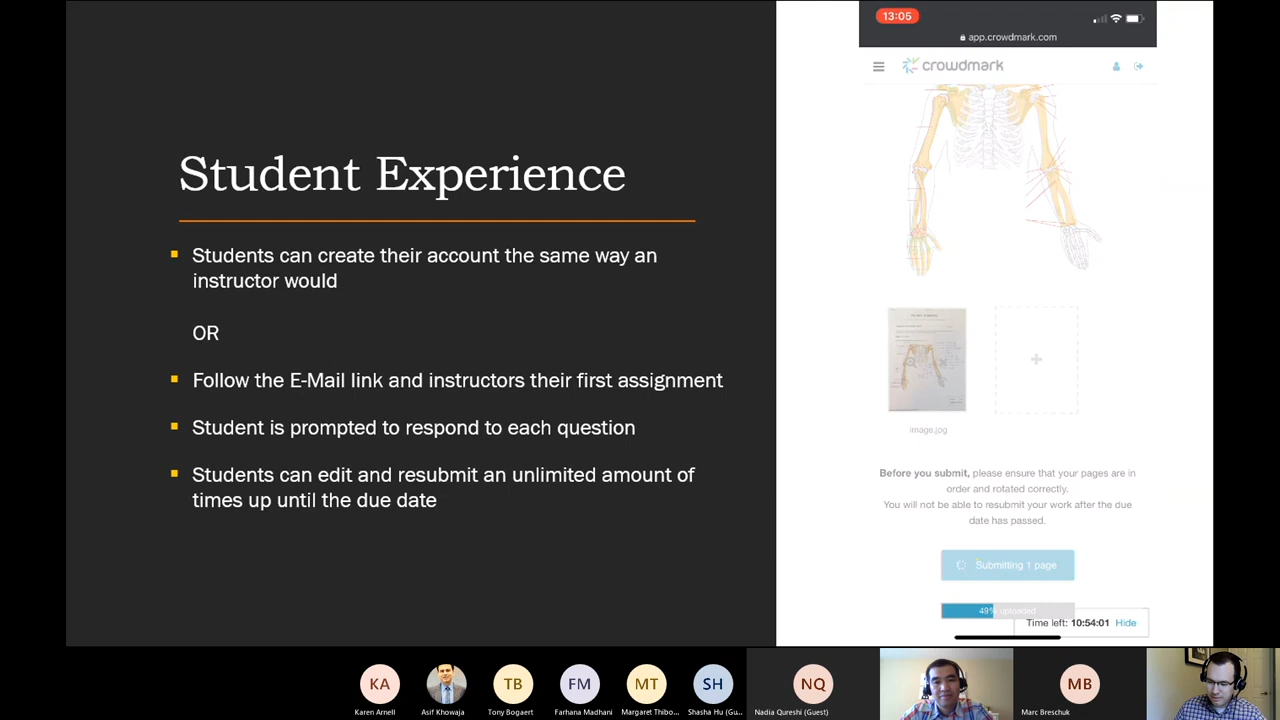 Student Experience
Students can create their account the same way an
instructor would
OR
Follow the E-Mail link and instructors their first assignment
Student is prompted to respond to each question
Students can edit and resubmit an unlimited amount of
times up until the due date
13:05
app.crowdmark.com
crowdmark
image.jpg
Before you submit, please ensure that your pages are in
order and rotated correctly.
You will not be able to resubmit your work after the due
date has passed.
Submitting 1 page
49% uploaded
Time left: 10:54:01 Hide
KA
TB
FM
MT
SH
NQ
MB
Karen Arnell
Asif Khowaja
Tony Bogaert
Farhana Madhani
Margaret Thibo...
Shasha Hu (Gu...
Nadia Qureshi (Guest)
Marc Breschuk